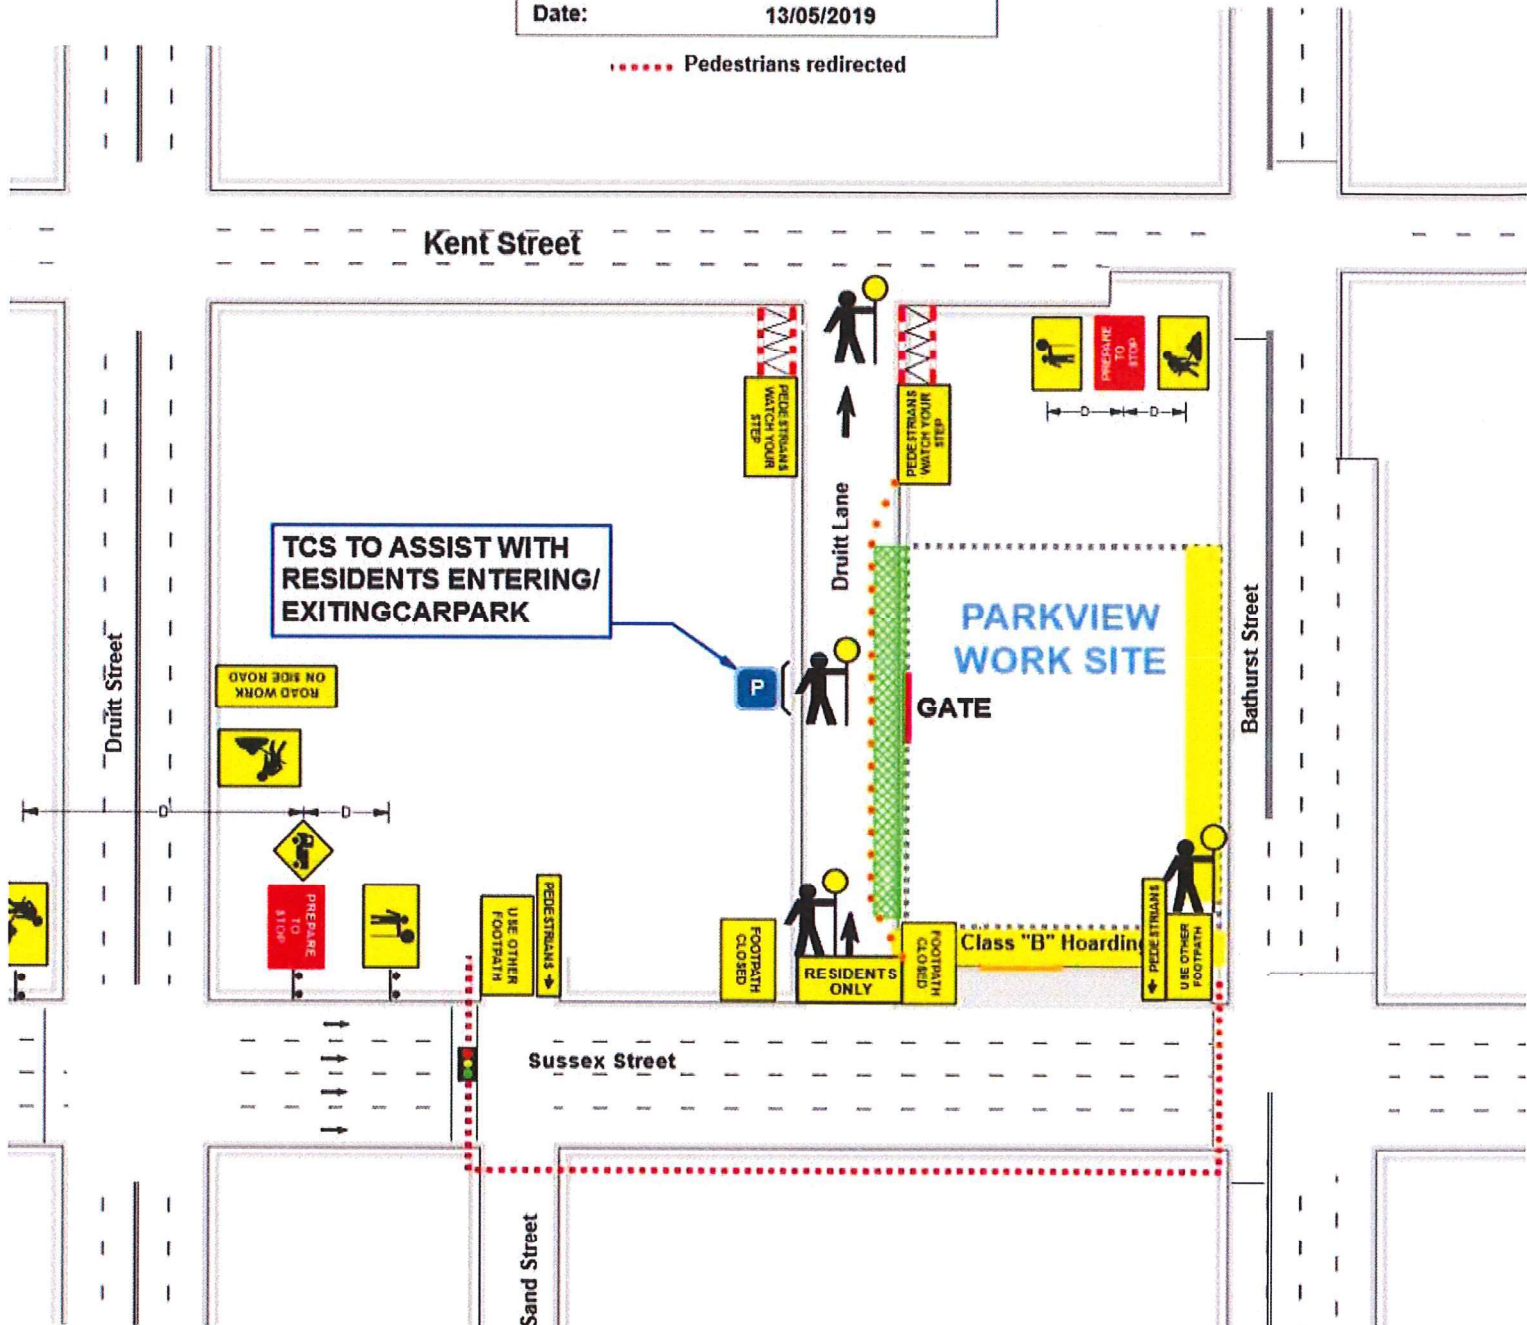 Date: 13/05/2019
Pedestrians redirected
Kent Street
PREPARE
TO
STOP
D D
PEDESTRIANS
WATCH YOUR
STEP
PEDESTRIANS
WATCH YOUR
STEP
Druitt Lane
TCS TO ASSIST WITH
RESIDENTS ENTERING/
EXITINGCARPARK
PARKVIEW
WORK SITE
Bathurst Street
Druitt Street
ROAD WORK
ON SIDE ROAD
P
GATE
D D
PREPARE
TO
STOP
USE OTHER
FOOTPATH
PEDESTRIANS
FOOTPATH
CLOSED
RESIDENTS
ONLY
FOOTPATH
CLOSED
Class "B" Hoarding
PEDESTRIANS
USE OTHER
FOOTPATH
Sussex Street
Sand Street